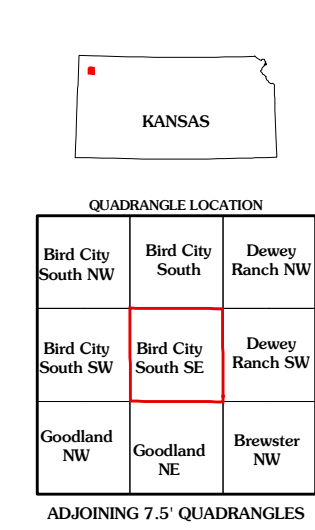 KANSAS
QUADRANGLE LOCATION
Bird City
South NW
Bird City
South
Dewey
Ranch NW
Bird City
South SW
Bird City
South SE
Dewey
Ranch SW
Goodland
NW
Goodland
NE
Brewster
NW
ADJOINING 7.5' QUADRANGLES